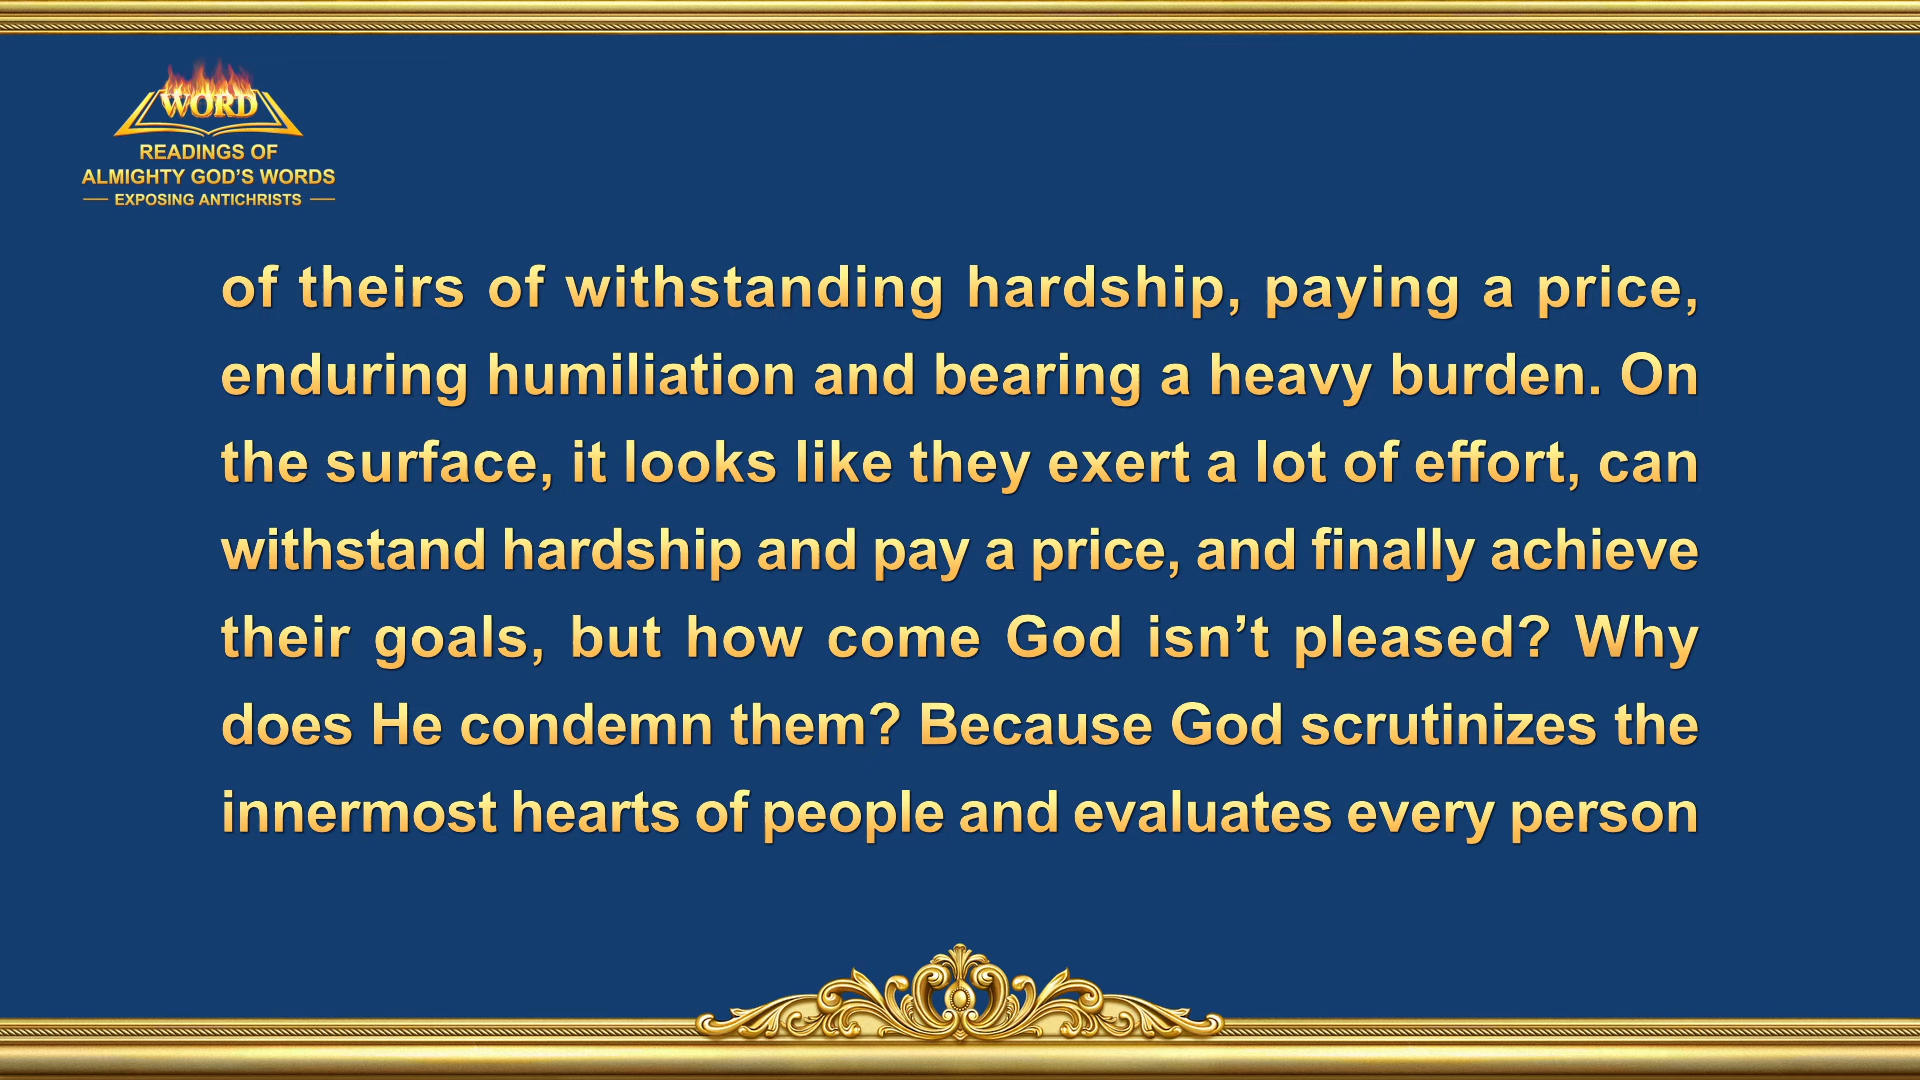 WORD
READINGS OF
ALMIGHTY GOD’S WORDS
EXPOSING ANTICHRISTS
of theirs of withstanding hardship, paying a price,
enduring humiliation and bearing a heavy burden. On
the surface, it looks like they exert a lot of effort, can
withstand hardship and pay a price, and finally achieve
their goals, but how come God isn’t pleased? Why
does He condemn them? Because God scrutinizes the
innermost hearts of people and evaluates every person